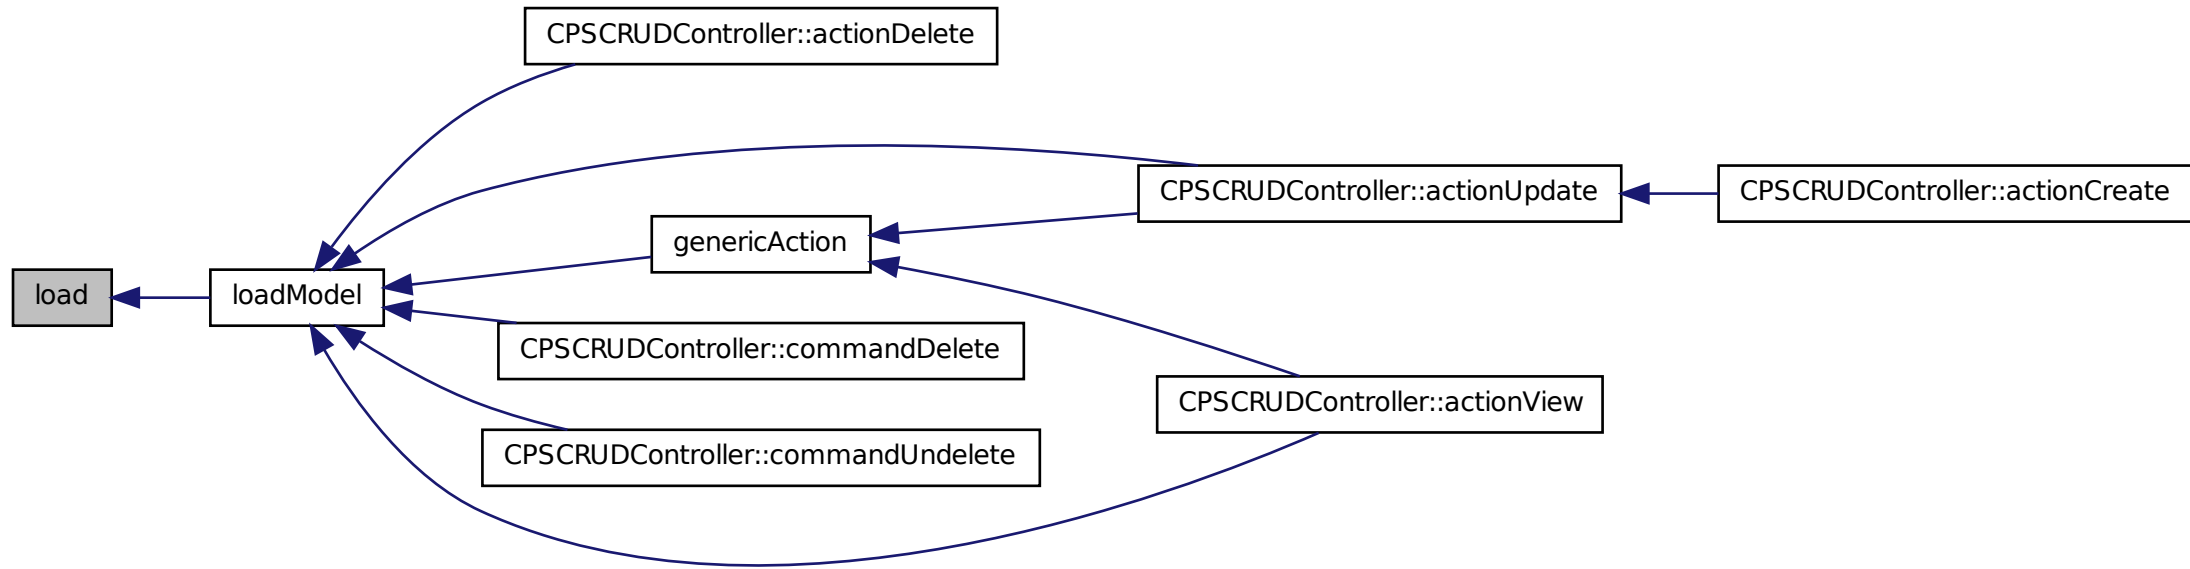 CPSCRUDController::actionDelete
CPSCRUDController::actionUpdate
CPSCRUDController::actionCreate
genericAction
load
loadModel
CPSCRUDController::commandDelete
CPSCRUDController::actionView
CPSCRUDController::commandUndelete